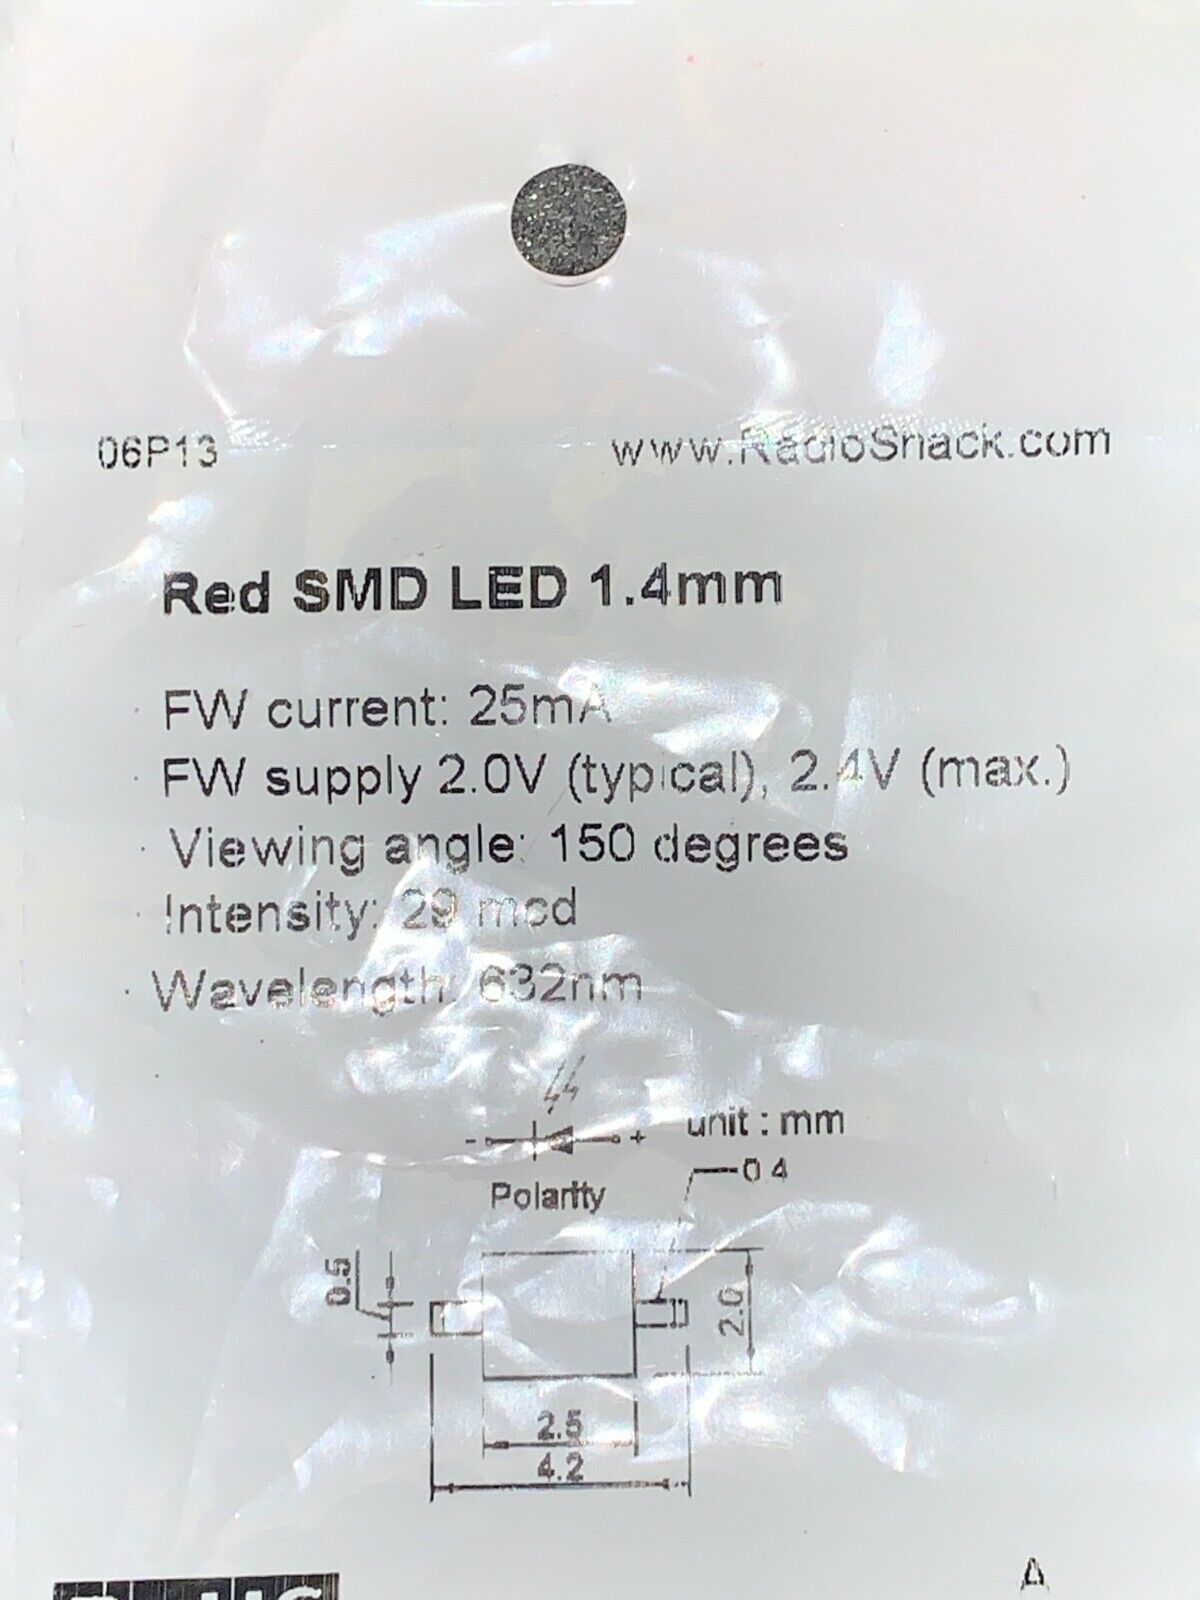 06P13
www.RadioShack.com
Red SMD LED 1.4mm
· FW current: 25mA
· FW supply 2.0V (typical), 2.4V (max.)
· Viewing angle: 150 degrees
· Intensity: 29 mcd
· Wavelength: 632nm
- +
unit : mm
Polarity
0.4
0.5
2.0
2.5
4.2
A